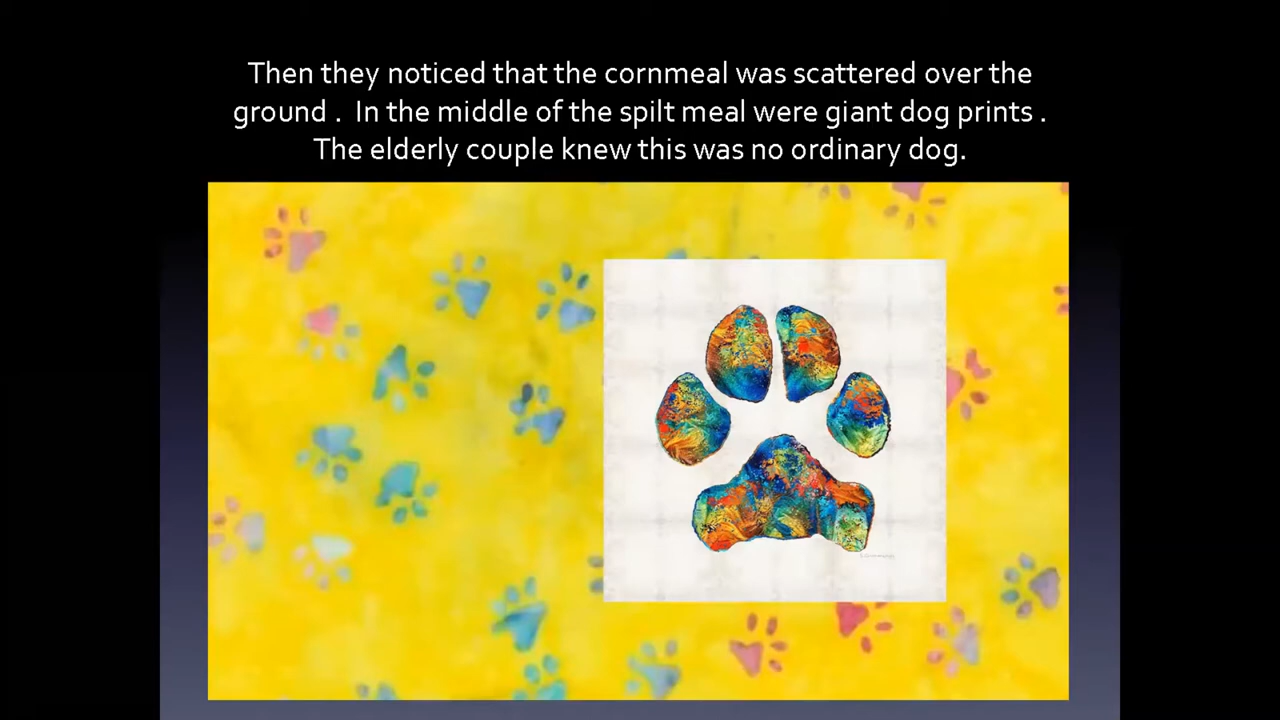 Then they noticed that the cornmeal was scattered over the
ground .  In the middle of the spilt meal were giant dog prints .
The elderly couple knew this was no ordinary dog.